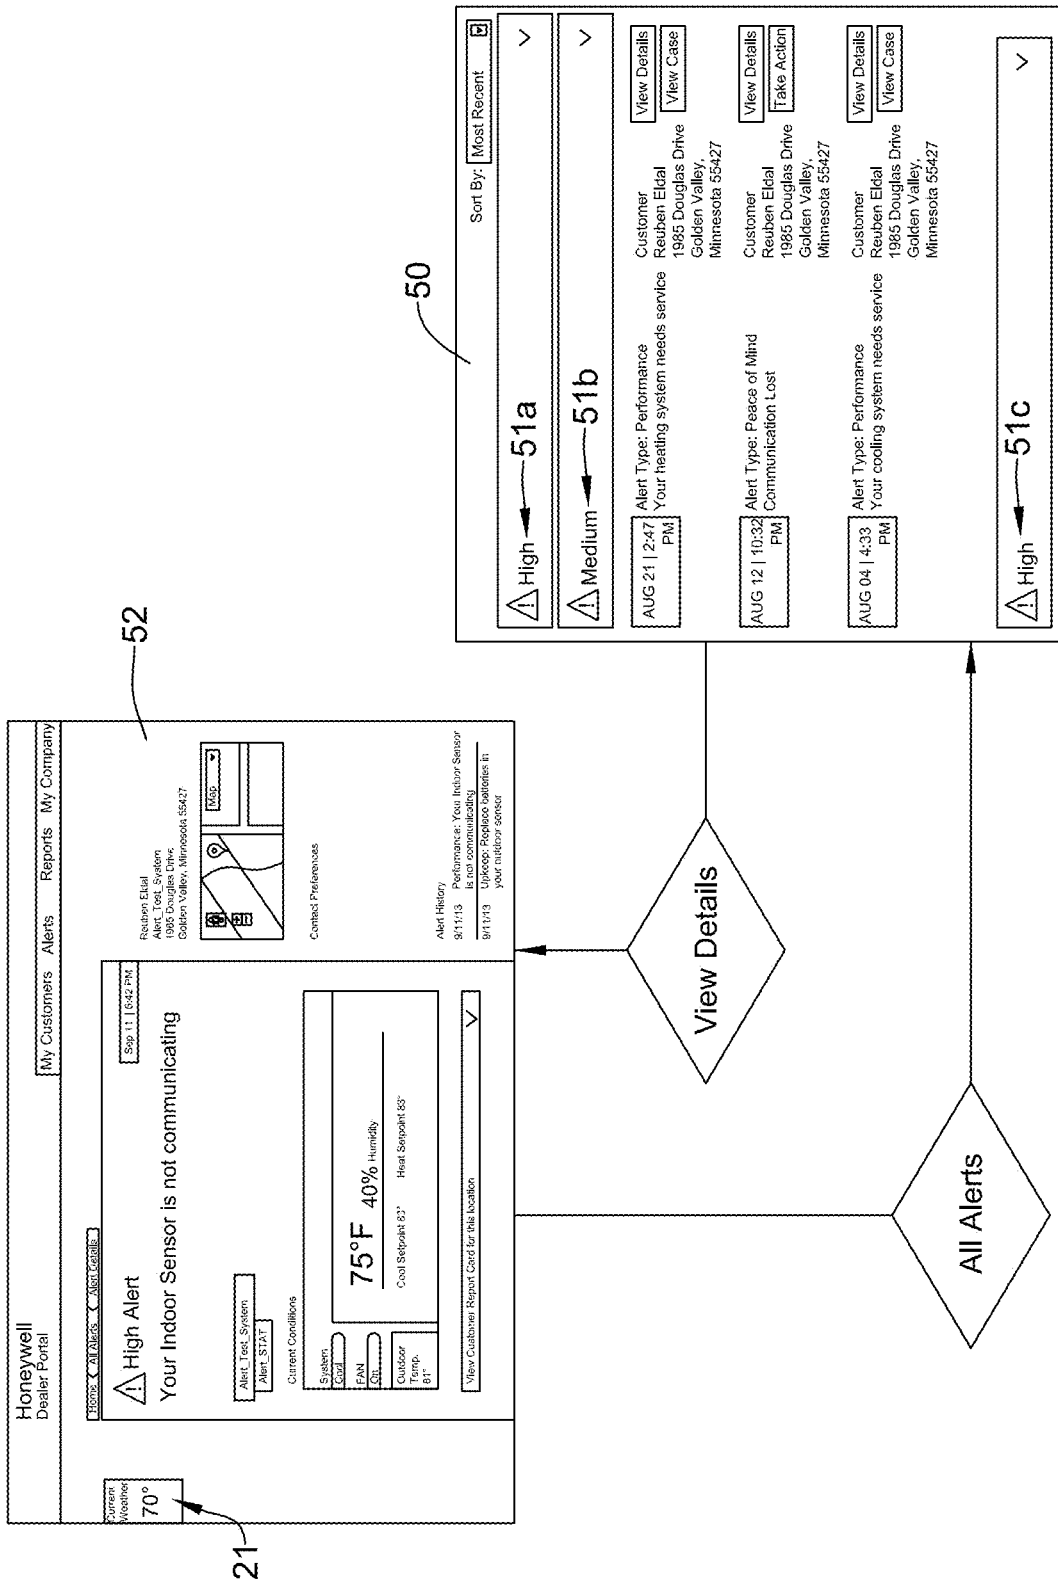 Honeywell
Dealer Portal
My Customers Alerts Reports My Company
Current
Weather
70°
21
Home < All Alerts < Alert Details
High Alert
Sep 11 | 6:42 PM
Your Indoor Sensor is not communicating
Alert_Test_System
Alert_STAT
Current Conditions
System
Cool
FAN
On
Outdoor
Temp.
81°
75°F 40% Humidity
Cool Setpoint 83° Heat Setpoint 83°
View Customer Report Card for this location
Reuben Eldal
Alert_Test_System
1985 Douglas Drive
Golden Valley, Minnesota 55427
Map
Contact Preferences
Alert History
9/11/13 Performance: Your Indoor Sensor
is not communicating
9/11/13 Upkeep: Replace batteries in
your outdoor sensor
52
View Details
All Alerts
50
Sort By: Most Recent
High 51a
Medium 51b
AUG 21 | 2:47
PM
Alert Type: Performance
Your heating system needs service
Customer
Reuben Eldal
1985 Douglas Drive
Golden Valley,
Minnesota 55427
View Details
View Case
AUG 12 | 10:32
PM
Alert Type: Peace of Mind
Communication Lost
Customer
Reuben Eldal
1985 Douglas Drive
Golden Valley,
Minnesota 55427
View Details
Take Action
AUG 04 | 4:33
PM
Alert Type: Performance
Your cooling system needs service
Customer
Reuben Eldal
1985 Douglas Drive
Golden Valley,
Minnesota 55427
View Details
View Case
High 51c